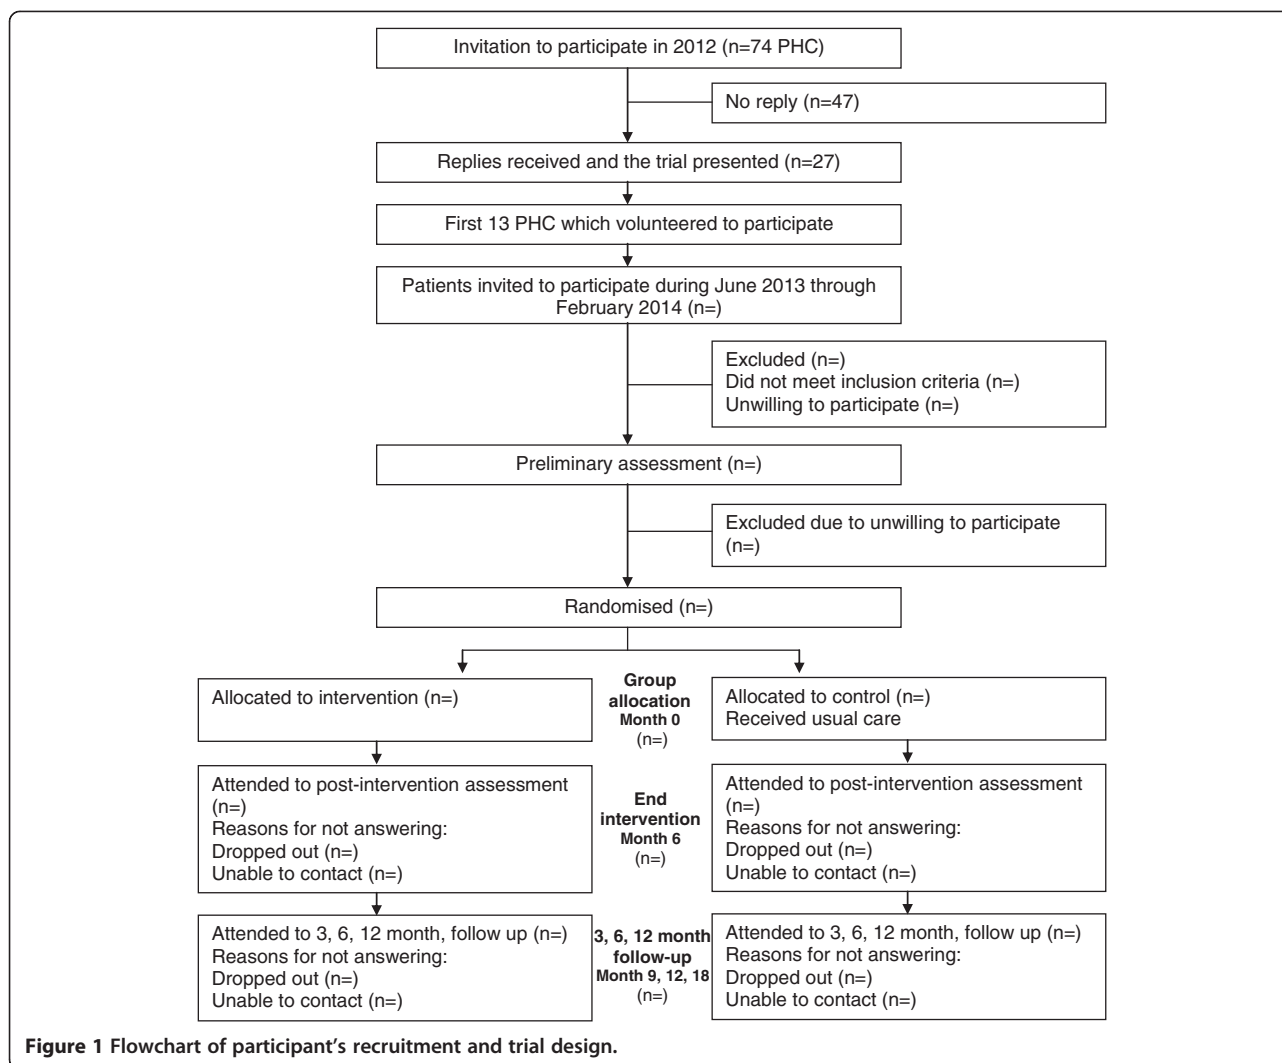 Invitation to participate in 2012 (n=74 PHC)
No reply (n=47)
Replies received and the trial presented (n=27)
First 13 PHC which volunteered to participate
Patients invited to participate during June 2013 through
February 2014 (n=)
Excluded (n=)
Did not meet inclusion criteria (n=)
Unwilling to participate (n=)
Preliminary assessment (n=)
Excluded due to unwilling to participate
(n=)
Randomised (n=)
Allocated to intervention (n=)
Group
allocation
Month 0
(n=)
Allocated to control (n=)
Received usual care
Attended to post-intervention assessment
(n=)
Reasons for not answering:
Dropped out (n=)
Unable to contact (n=)
End
intervention
Month 6
(n=)
Attended to post-intervention assessment
(n=)
Reasons for not answering:
Dropped out (n=)
Unable to contact (n=)
Attended to 3, 6, 12 month, follow up (n=)
Reasons for not answering:
Dropped out (n=)
Unable to contact (n=)
3, 6, 12 month
follow-up
Month 9, 12, 18
(n=)
Attended to 3, 6, 12 month, follow up (n=)
Reasons for not answering:
Dropped out (n=)
Unable to contact (n=)
Figure 1 Flowchart of participant's recruitment and trial design.